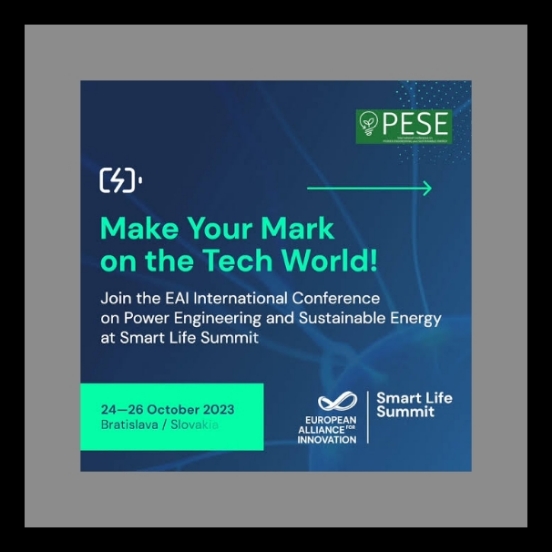 PESE
Make Your Mark
on the Tech World!
Join the EAI International Conference
on Power Engineering and Sustainable Energy
at Smart Life Summit
24—26 October 2023
Bratislava / Slovakia
EUROPEAN
ALLIANCE FOR
INNOVATION
Smart Life
Summit